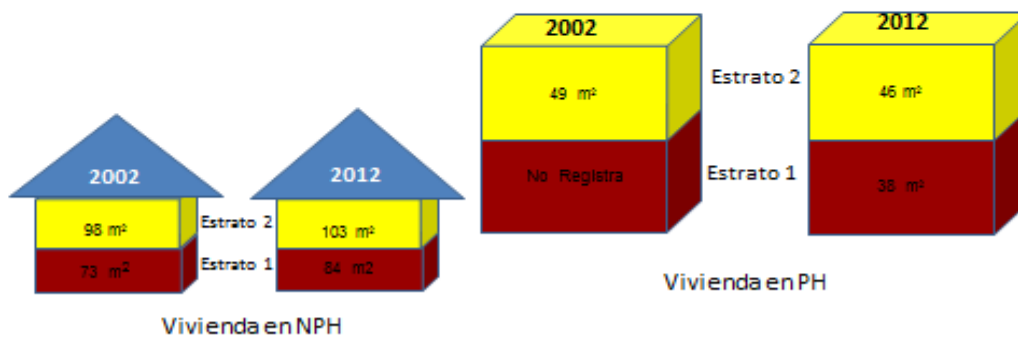 2002
98 m²
73 m²
Estrato 2
Estrato 1
2012
103 m²
84 m2
Vivienda en NPH
2002
49 m²
No Registra
Estrato 2
Estrato 1
2012
46 m²
38 m²
Vivienda en PH